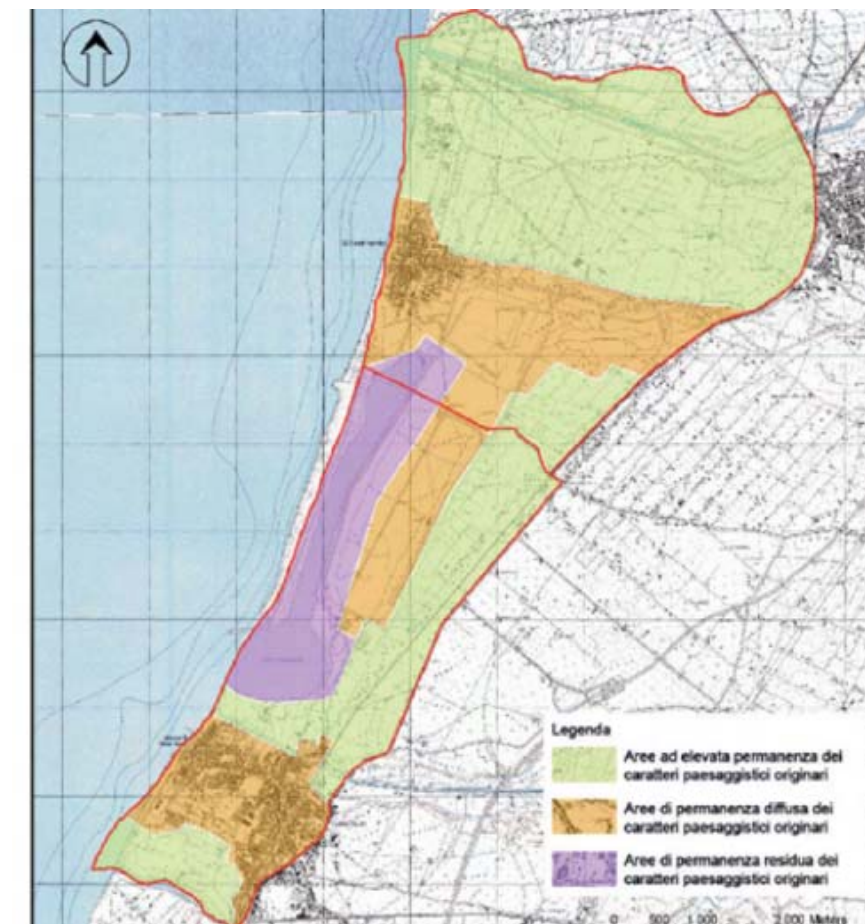 Legenda
Aree ad elevata permanenza dei
caratteri paesaggistici originari
Aree di permanenza diffusa dei
caratteri paesaggistici originari
Aree di permanenza residua dei
caratteri paesaggistici originari
0 500 1.000 2.000 Meters